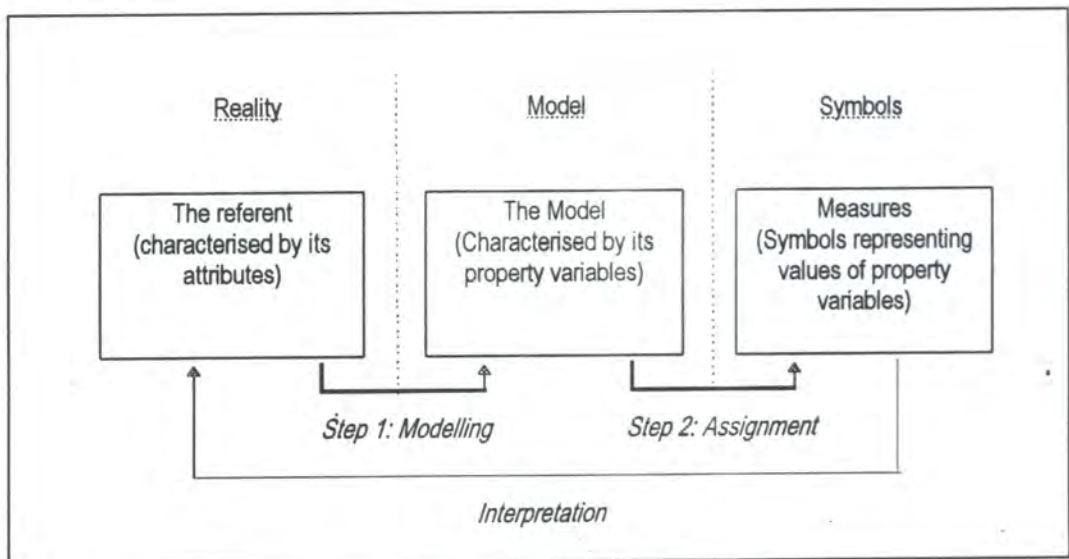 Reality
Model
Symbols
The referent
(characterised by its
attributes)
The Model
(Characterised by its
property variables)
Measures
(Symbols representing
values of property
variables)
Step 1: Modelling
Step 2: Assignment
Interpretation